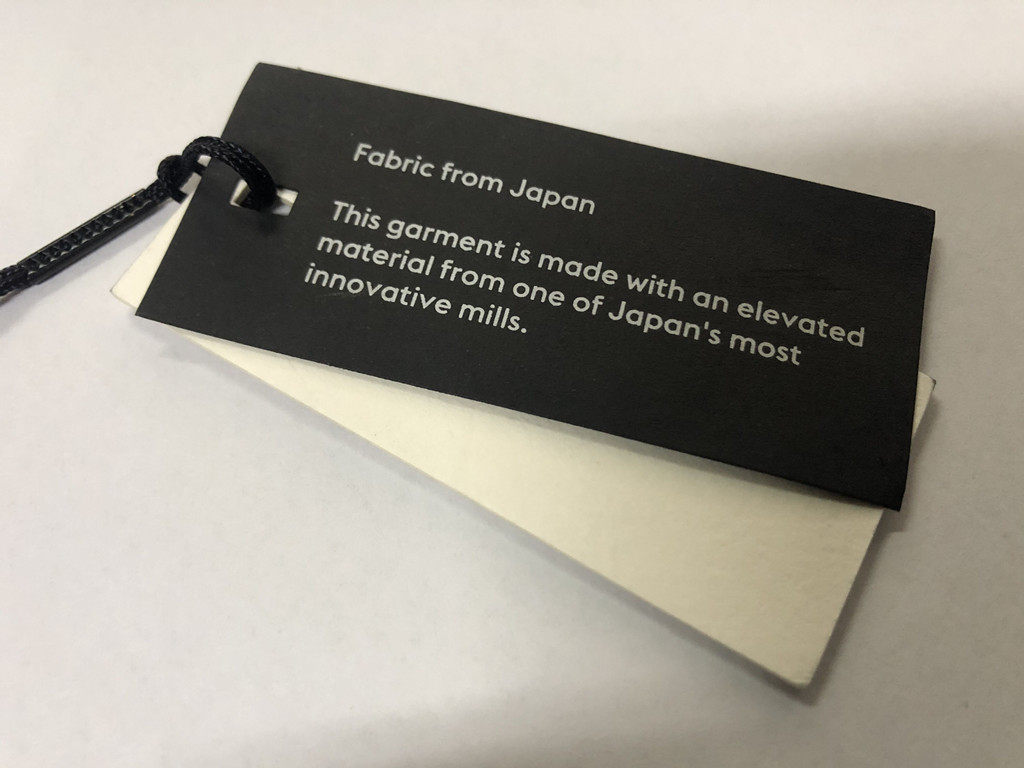 Fabric from Japan
This garment is made with an elevated
material from one of Japan's most
innovative mills.